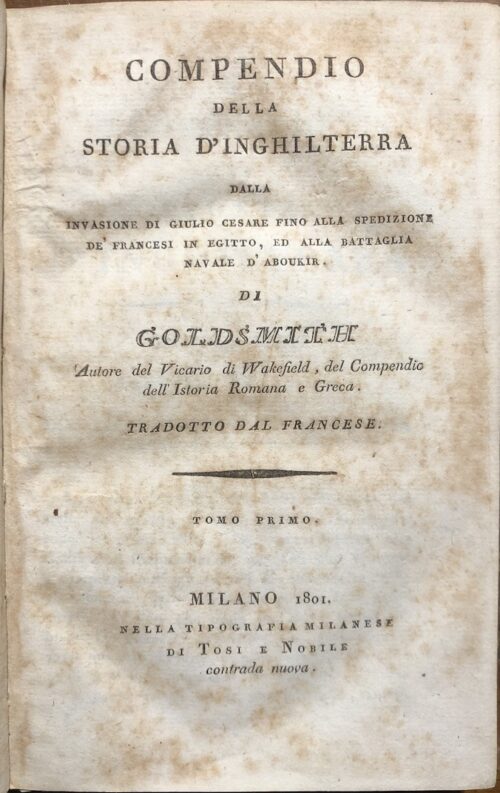 COMPENDIO
DELLA
STORIA D'INGHILTERRA
DALLA
INVASIONE DI GIULIO CESARE FINO ALLA SPEDIZIONE
DE' FRANCESI IN EGITTO, ED ALLA BATTAGLIA
NAVALE D'ABOUKIR.
DI
GOLDSMITH
Autore del Vicario di Wakefield, del Compendio
dell'Istoria Romana e Greca.
TRADOTTO DAL FRANCESE.
TOMO PRIMO.
MILANO 1801.
NELLA TIPOGRAFIA MILANESE
DI TOSI E NOBILE
contrada nuova.